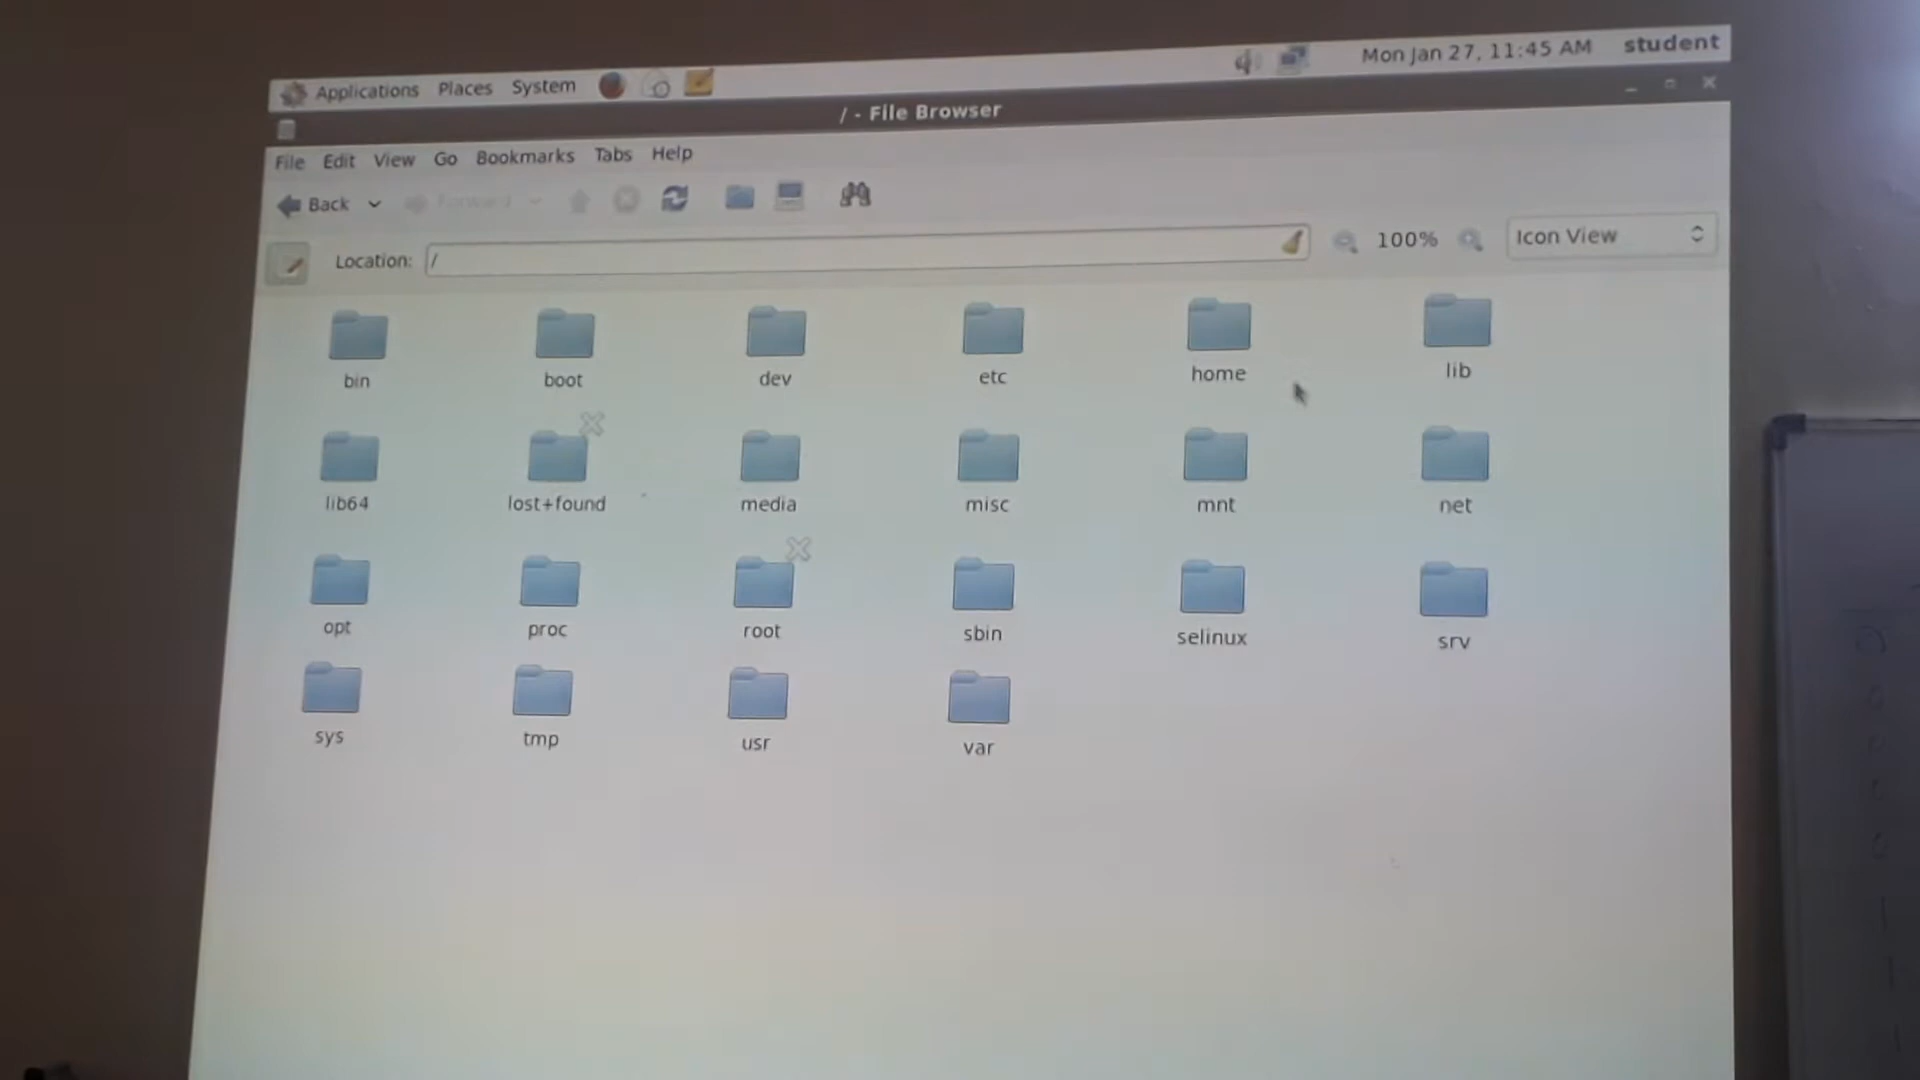 Applications Places System Mon Jan 27, 11:45 AM student
/ - File Browser
File Edit View Go Bookmarks Tabs Help
Back Forward
Location: / 100% Icon View
bin boot dev etc home lib
lib64 lost+found media misc mnt net
opt proc root sbin selinux srv
sys tmp usr var